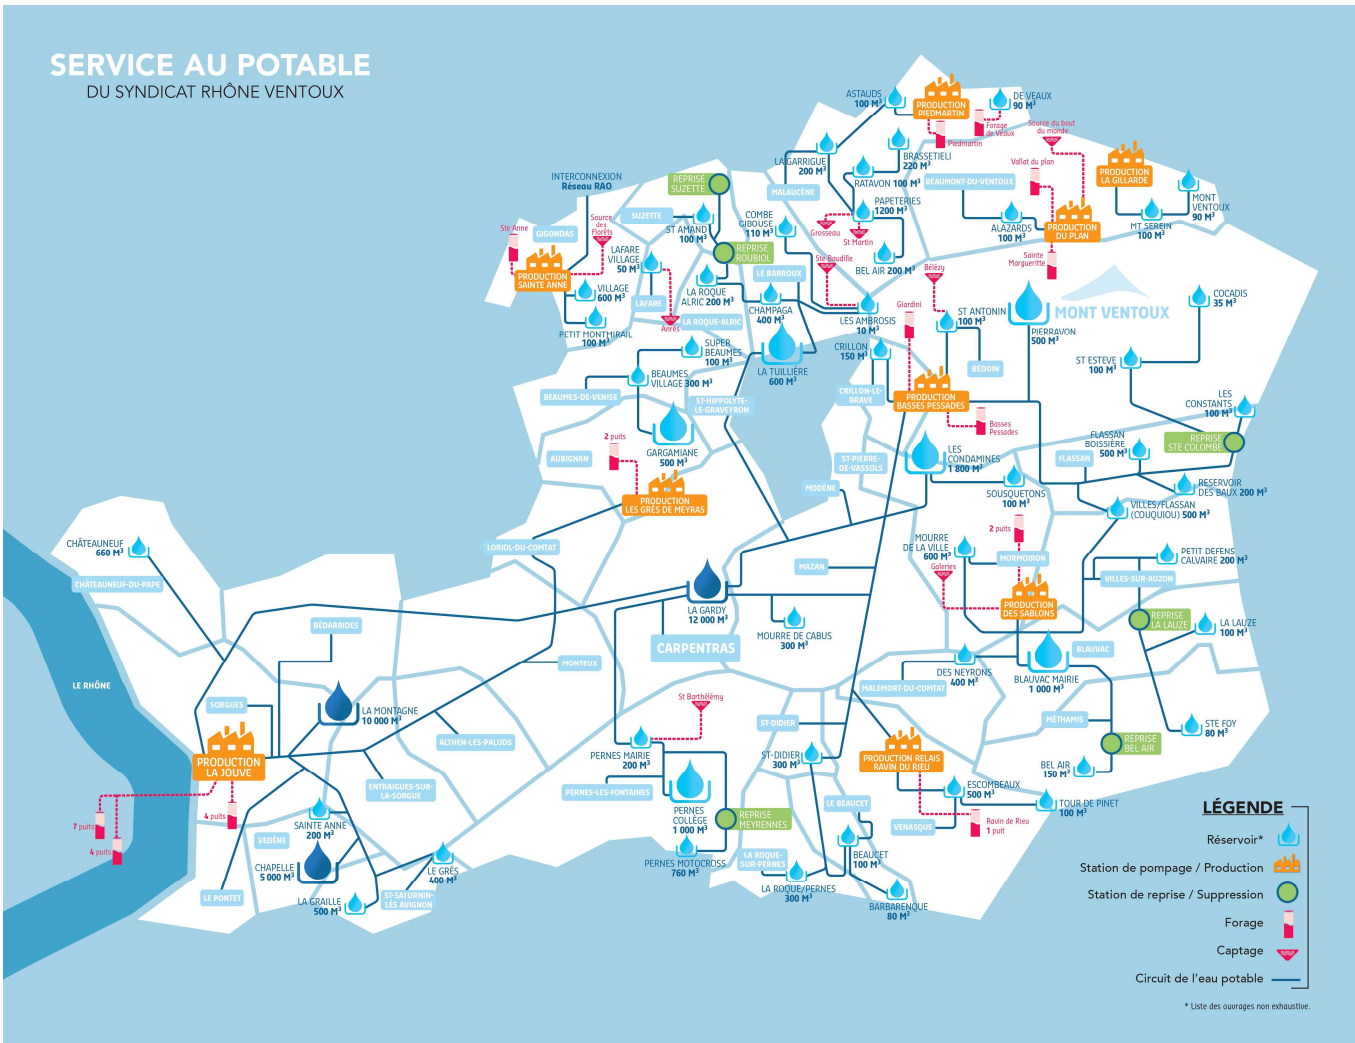 SERVICE AU POTABLE
DU SYNDICAT RHÔNE VENTOUX
ASTAUDS
100 M³
PRODUCTION
PIEDMARTIN
DE VEAUX
90 M³
Forage
de Veaux
Piedmartin
Source du bout
du monde
LA GARRIGUE
200 M³
BRASSETIELI
220 M³
RATAVON 100 M³
Vallat du plan
PRODUCTION
LA GILLARDE
INTERCONNEXION
Réseau RAO
REPRISE
SUZETTE
MALAUCÈNE
BEAUMONT-DU-VENTOUX
PAPETERIES
1200 M³
MONT
VENTOUX
90 M³
Ste Anne
GIGONDAS
Source
des
Florêts
SUZETTE
ST AMAND
100 M³
COMBE
GIBOUSE
110 M³
Grosseau
St Martin
ALAZARDS
100 M³
PRODUCTION
DU PLAN
MT SEREIN
100 M³
LAFARE
VILLAGE
50 M³
REPRISE
ROUBIOL
Ste Baudille
BEL AIR 200 M³
Sainte
Margueritte
PRODUCTION
SAINTE ANNE
LE BARROUX
Bélézy
VILLAGE
600 M³
LAFARE
LA ROQUE
ALRIC 200 M³
CHAMPAGA
400 M³
LES AMBROSIS
10 M³
Giardini
ST ANTONIN
100 M³
PIERRAVON
500 M³
MONT VENTOUX
COCADIS
35 M³
PETIT MONTMIRAIL
100 M³
Anrès
LA ROQUE-ALRIC
SUPER
BEAUMES
100 M³
CRILLON
150 M³
BÉDOIN
ST ESTEVE
100 M³
BEAUMES
VILLAGE 300 M³
LA TUILLIÈRE
600 M³
BEAUMES-DE-VENISE
ST-HIPPOLYTE-
LE-GRAVEYRON
CRILLON-LE-
BRAVE
PRODUCTION
BASSES PESSADES
LES
CONSTANTS
100 M³
Basses
Pessades
2 puits
AUBIGNAN
GARGAMIANE
500 M³
ST-PIERRE-
DE-VASSOLS
LES
CONDAMINES
1 800 M³
FLASSAN
BOISSIÈRE
500 M³
FLASSAN
REPRISE
STE COLOMBE
PRODUCTION
LES GRÈS DE MEYRAS
MODÈNE
SOUSQUETONS
100 M³
RESERVOIR
DES BAUX 200 M³
VILLES/FLASSAN
(COUQUIOU) 500 M³
CHÂTEAUNEUF
660 M³
LORIOL-DU-COMTAT
MOURRE
DE LA VILLE
600 M³
2 puits
MORMOIRON
PETIT DEFENS
CALVAIRE 200 M³
CHÂTEAUNEUF-DU-PAPE
MAZAN
Galeries
VILLES-SUR-AUZON
LA GARDY
12 000 M³
PRODUCTION
DES SABLONS
BÉDARRIDES
MOURRE DE CABUS
300 M³
REPRISE
LA LAUZE
LA LAUZE
100 M³
CARPENTRAS
MONTEUX
BLAUVAC
LE RHÔNE
DES NEYRONS
400 M³
BLAUVAC MAIRIE
1 000 M³
MALEMORT-DU-COMTAT
SORGUES
LA MONTAGNE
10 000 M³
St Barthélémy
ST-DIDIER
MÉTHAMIS
STE FOY
80 M³
ALTHEN-LES-PALUDS
PRODUCTION
LA JOUVE
PERNES MAIRIE
200 M³
ST-DIDIER
300 M³
PRODUCTION RELAIS
RAVIN DU RIEU
REPRISE
BEL AIR
BEL AIR
150 M³
ENTRAIGUES-SUR-
LA-SORGUE
PERNES-LES-FONTAINES
PERNES
COLLÈGE
1 000 M³
ESCOMBEAUX
500 M³
LE BEAUCET
TOUR DE PINET
100 M³
7 puits
4 puits
4 puits
SAINTE ANNE
200 M³
REPRISE
MEYRENNES
VENASQUE
Ravin de Rieu
1 puit
VEDÈNE
BEAUCET
100 M³
CHAPELLE
5 000 M³
LE GRÉS
400 M³
PERNES MOTOCROSS
760 M³
LA ROQUE-
SUR-PERNES
LE PONTET
LA GRAILLE
500 M³
ST-SATURNIN-
LÈS AVIGNON
LA ROQUE/PERNES
300 M³
BARBARENQUE
80 M³
LÉGENDE
Réservoir*
Station de pompage / Production
Station de reprise / Suppression
Forage
Captage
Circuit de l'eau potable
* Liste des ouvrages non exhaustive.